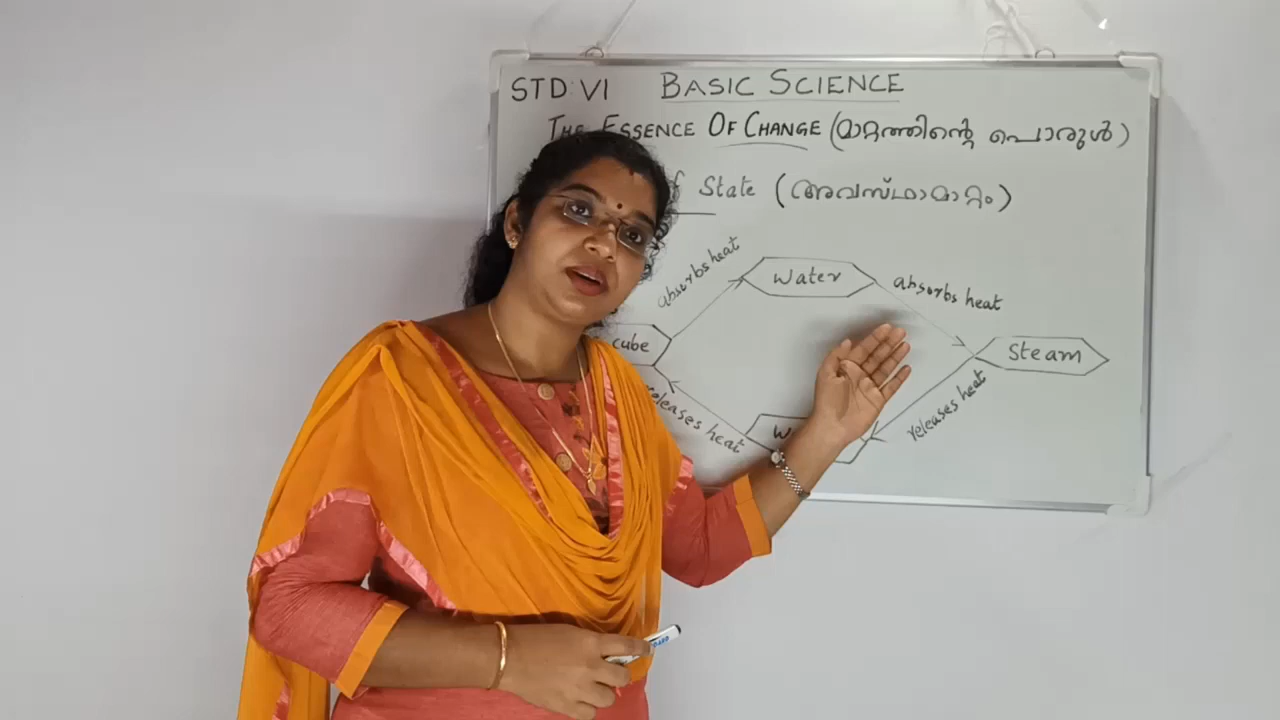 STD: VI BASIC SCIENCE
THE ESSENCE OF CHANGE (മാറ്റത്തിന്റെ പൊരുൾ)
State (അവസ്ഥാമാറ്റം)
absorbs heat
Water
absorbs heat
cube
Steam
releases heat
releases heat